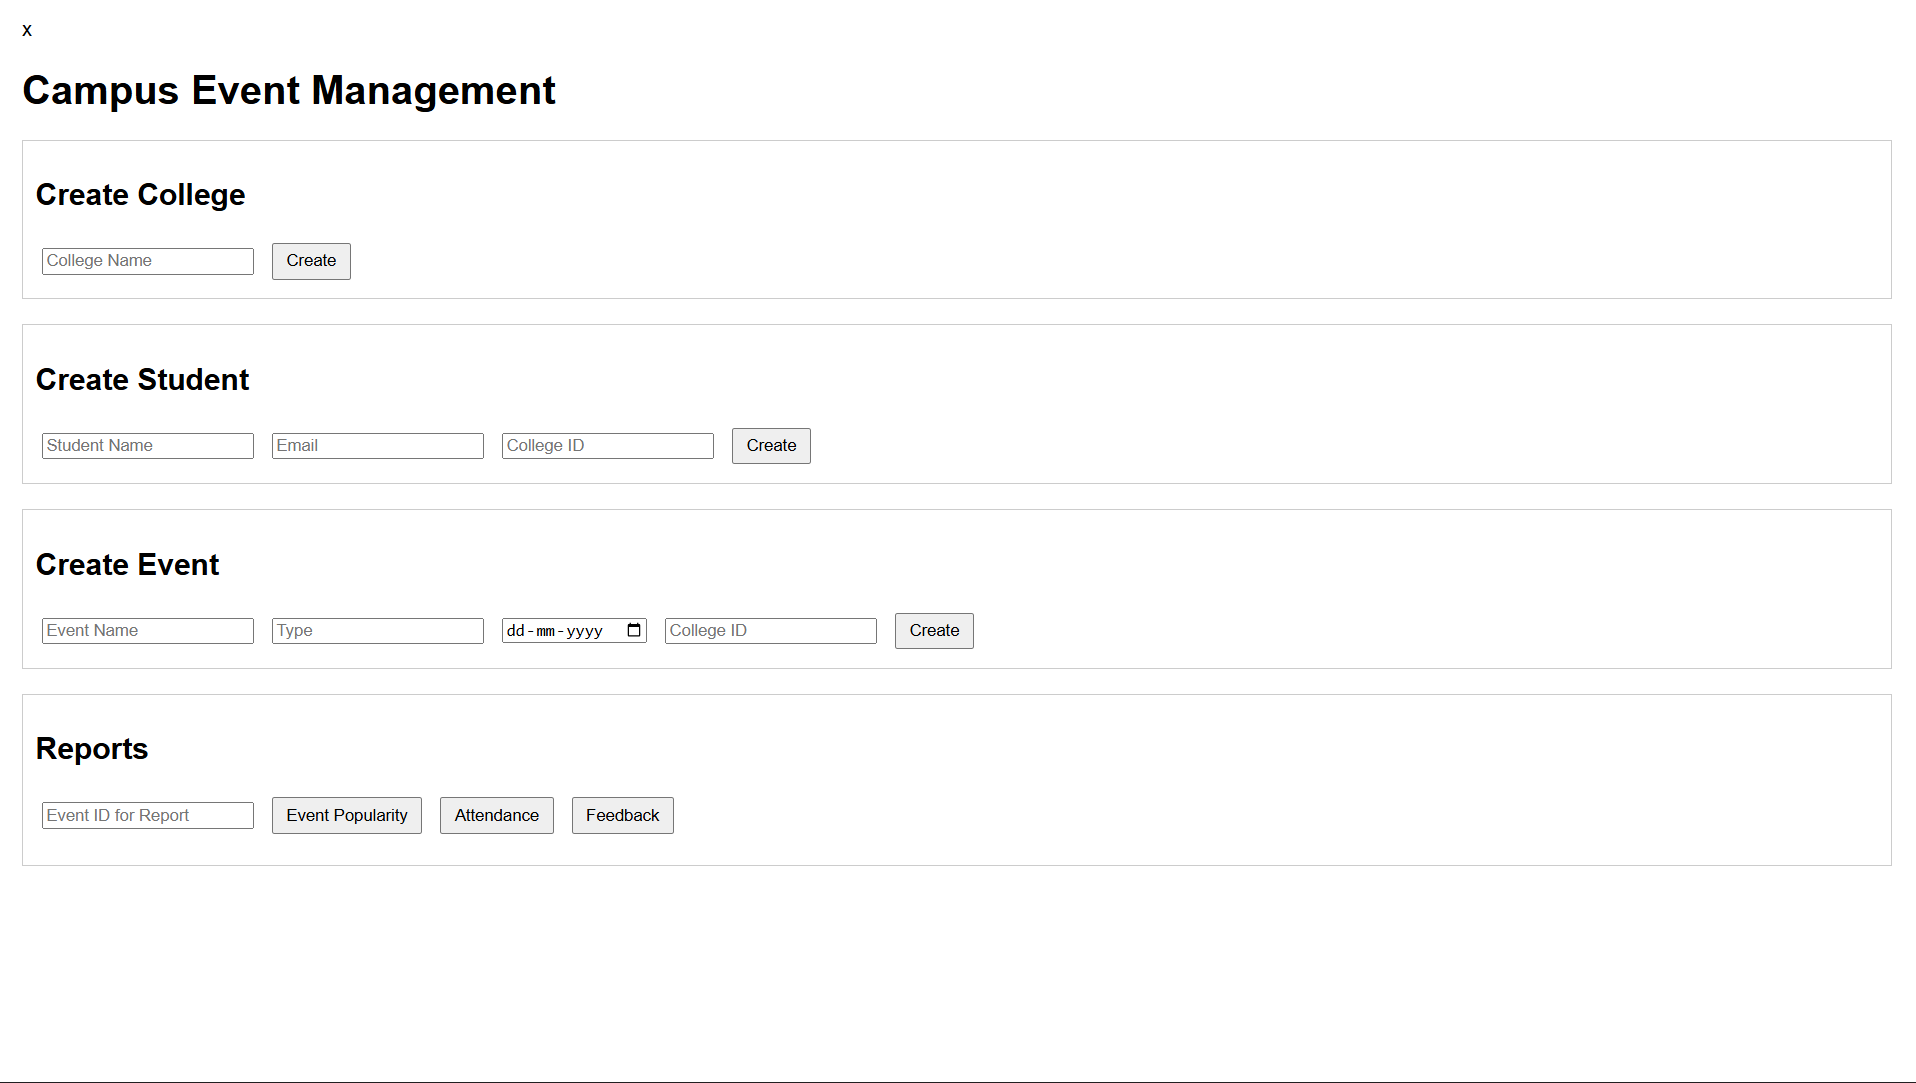 x
Campus Event Management
Create College
College Name Create
Create Student
Student Name Email College ID Create
Create Event
Event Name Type dd-mm-yyyy College ID Create
Reports
Event ID for Report Event Popularity Attendance Feedback